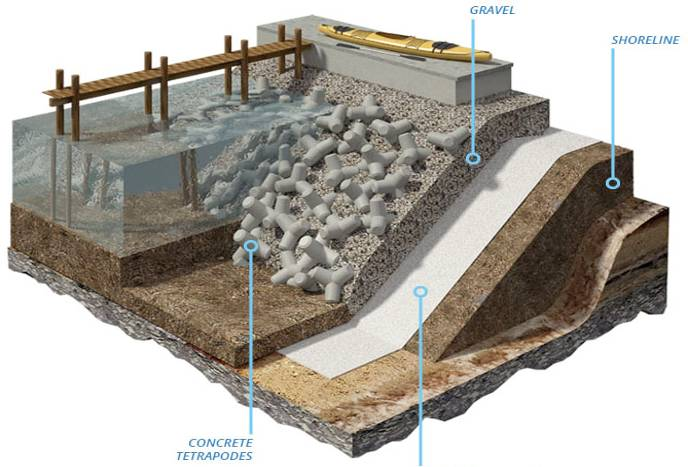 GRAVEL
SHORELINE
CONCRETE
TETRAPODES